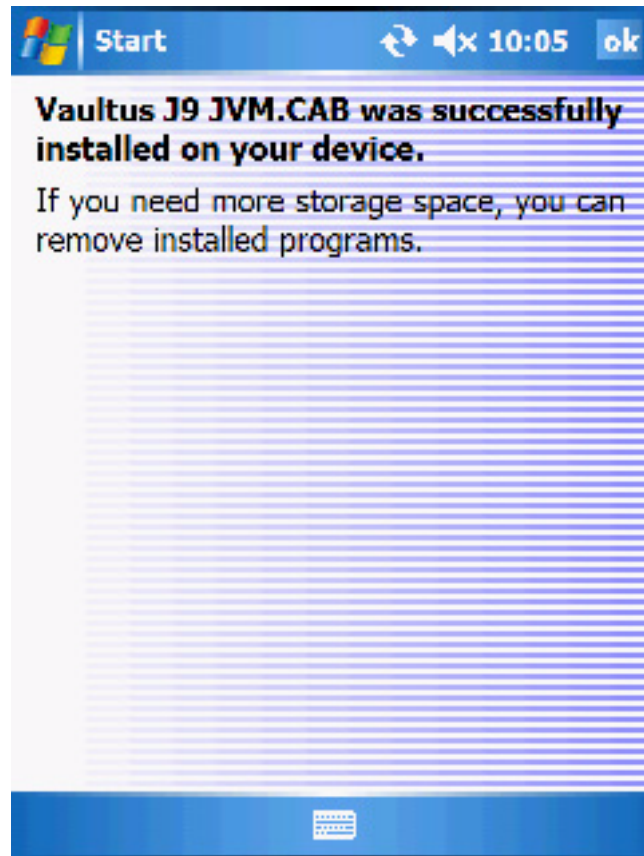 Start 10:05 ok
Vaultus J9 JVM.CAB was successfully
installed on your device.
If you need more storage space, you can
remove installed programs.